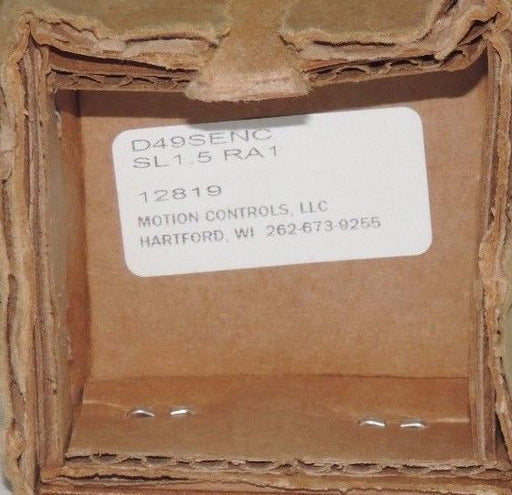 D49SENC
SL1.5 RA1
12819
MOTION CONTROLS, LLC
HARTFORD, WI 262-673-9255